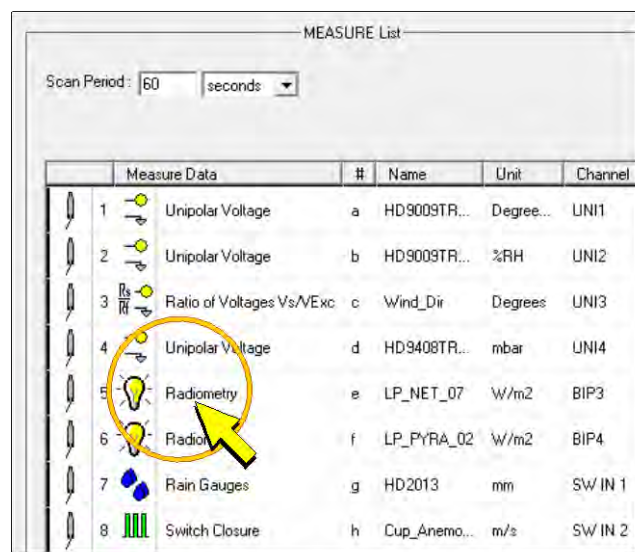 MEASURE List
Scan Period : 60 seconds
Measure Data # Name Unit Channel
1 Unipolar Voltage a HD9009TR... Degree... UNI1
2 Unipolar Voltage b HD9009TR... %RH UNI2
3 Rs Rf Ratio of Voltages Vs/VExc c Wind_Dir Degrees UNI3
4 Unipolar Voltage d HD9408TR... mbar UNI4
5 Radiometry e LP_NET_07 W/m2 BIP3
6 f LP_PYRA_02 W/m2 BIP4
7 Rain Gauges g HD2013 mm SW IN 1
8 Switch Closure h Cup_Anemo... m/s SW IN 2